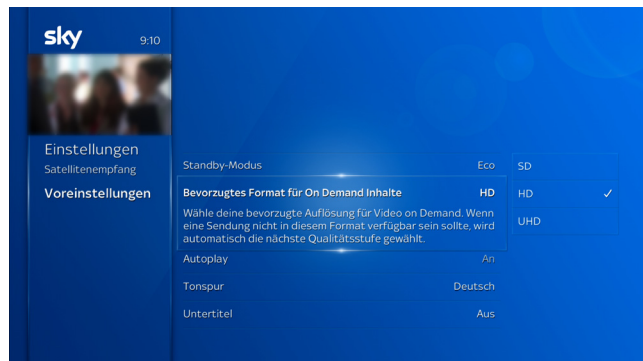 sky
9:10
Einstellungen
Satellitenempfang
Voreinstellungen
Standby-Modus Eco
Bevorzugtes Format für On Demand Inhalte HD
Wähle deine bevorzugte Auflösung für Video on Demand. Wenn
eine Sendung nicht in diesem Format verfügbar sein sollte, wird
automatisch die nächste Qualitätsstufe gewählt.
Autoplay An
Tonspur Deutsch
Untertitel Aus
SD
HD
UHD